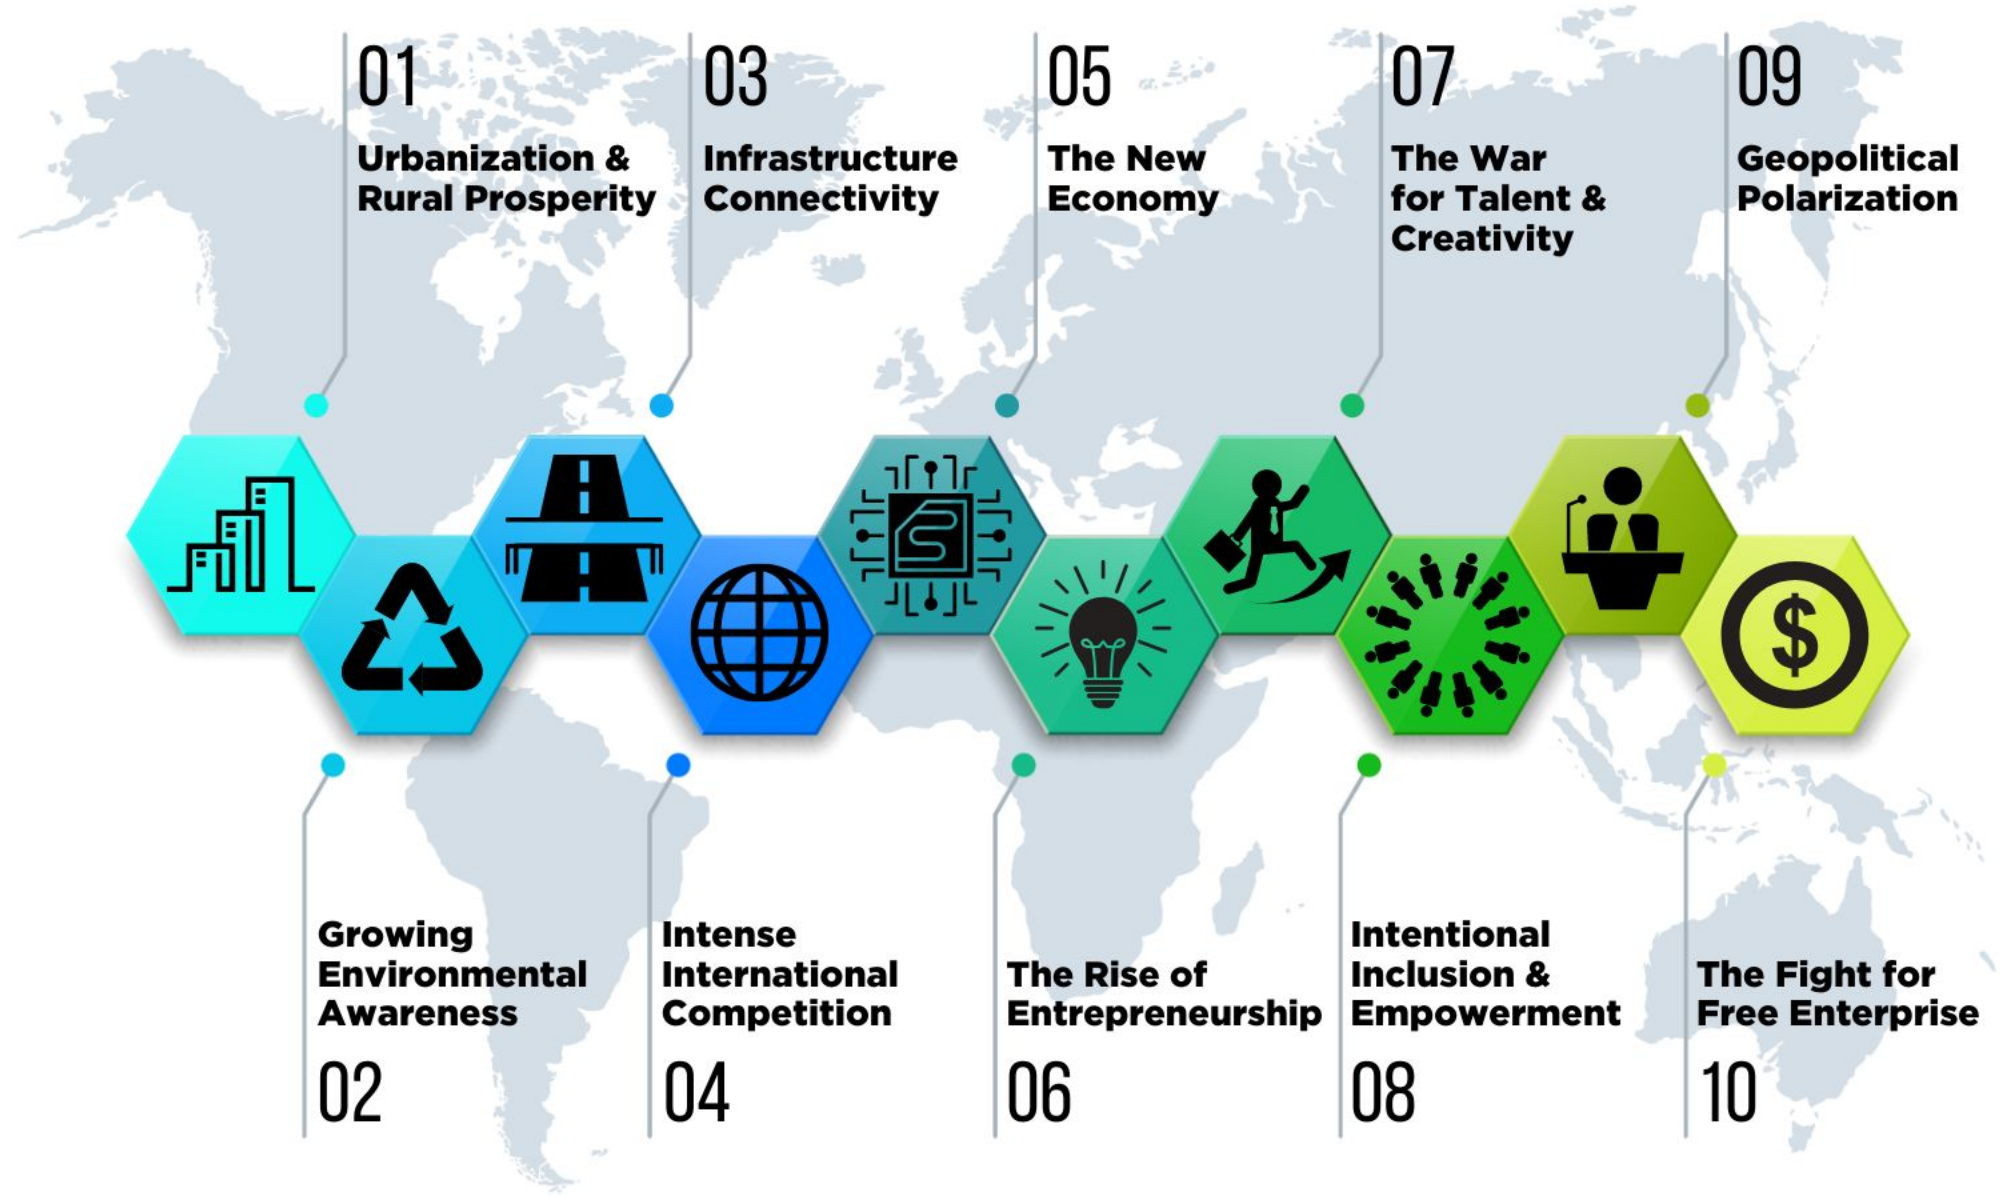 01
Urbanization &
Rural Prosperity
03
Infrastructure
Connectivity
05
The New
Economy
07
The War
for Talent &
Creativity
09
Geopolitical
Polarization
$
Growing
Environmental
Awareness
02
Intense
International
Competition
04
The Rise of
Entrepreneurship
06
Intentional
Inclusion &
Empowerment
08
The Fight for
Free Enterprise
10